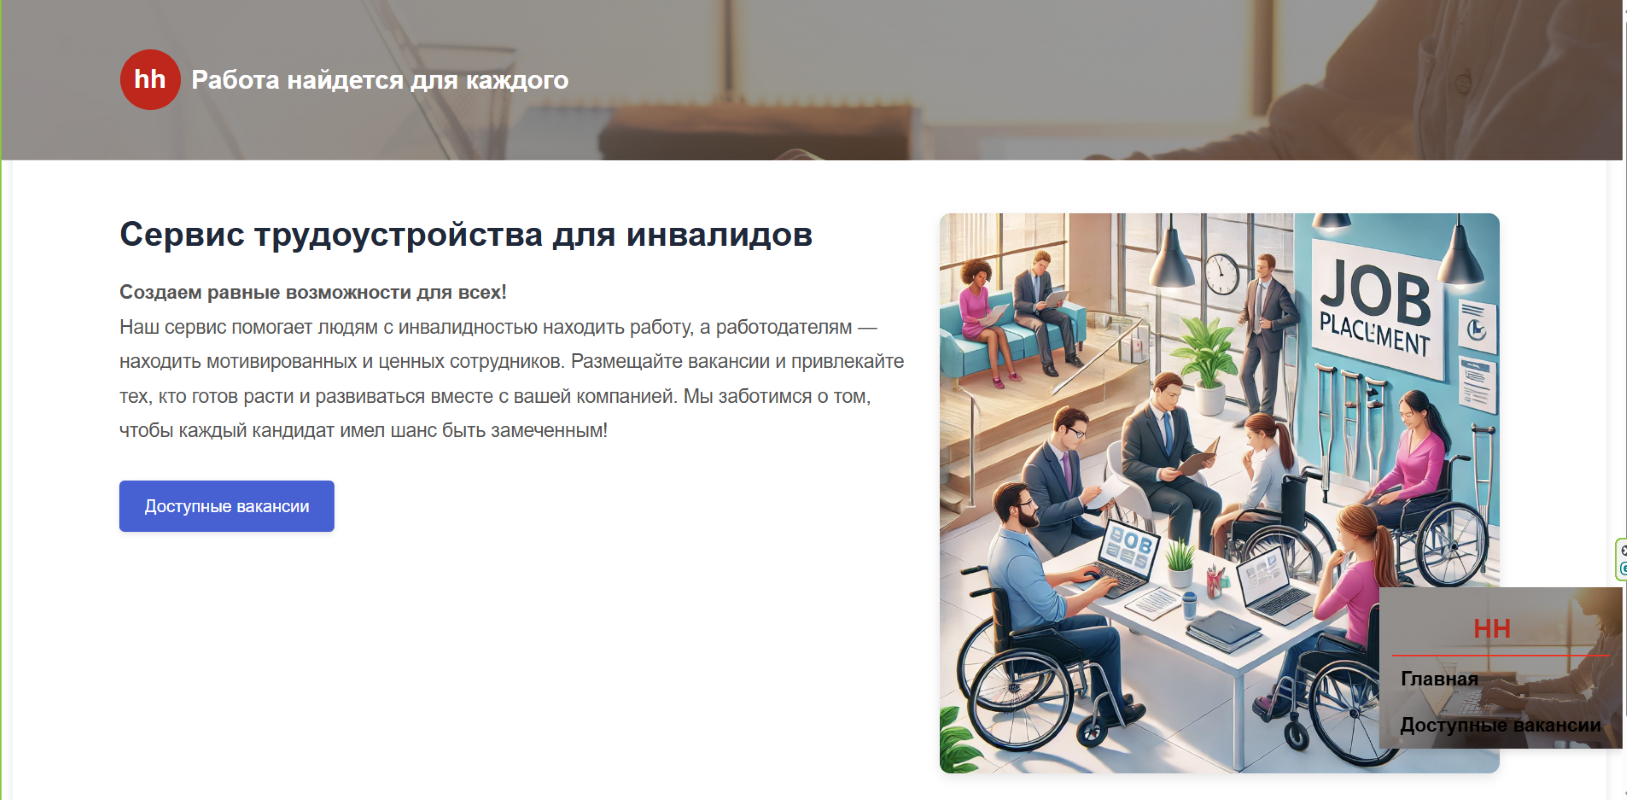 hh Работа найдется для каждого
Сервис трудоустройства для инвалидов
Создаем равные возможности для всех!
Наш сервис помогает людям с инвалидностью находить работу, а работодателям —
находить мотивированных и ценных сотрудников. Размещайте вакансии и привлекайте
тех, кто готов расти и развиваться вместе с вашей компанией. Мы заботимся о том,
чтобы каждый кандидат имел шанс быть замеченным!
Доступные вакансии
JOB
PLACEMENT
JOB
HH
Главная
Доступные вакансии